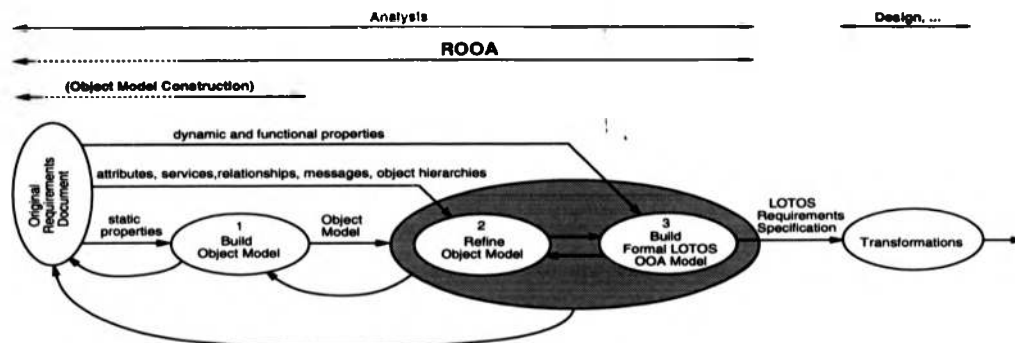 Analysis
Design, ...
ROOA
(Object Model Construction)
dynamic and functional properties
attributes, services,relationships, messages, object hierarchies
Original
Requirements
Document
static
properties
1
Build
Object Model
Object
Model
2
Refine
Object Model
3
Build
Formal LOTOS
OOA Model
LOTOS
Requirements
Specification
Transformations